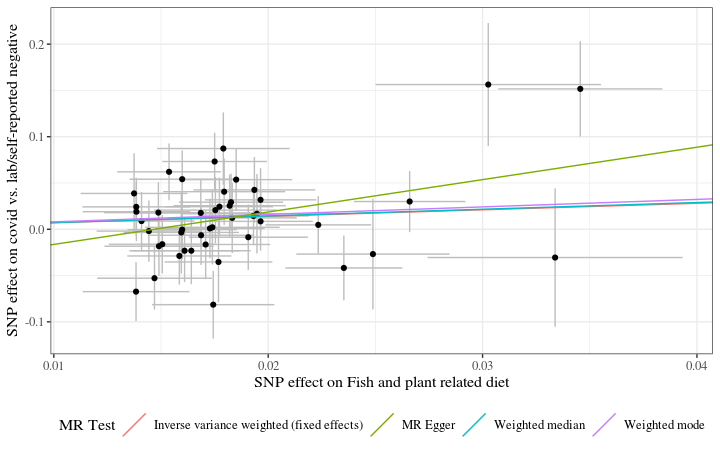 SNP effect on covid vs. lab/self-reported negative
0.2
0.1
0.0
-0.1
0.01 0.02 0.03 0.04
SNP effect on Fish and plant related diet
MR Test Inverse variance weighted (fixed effects) MR Egger Weighted median Weighted mode